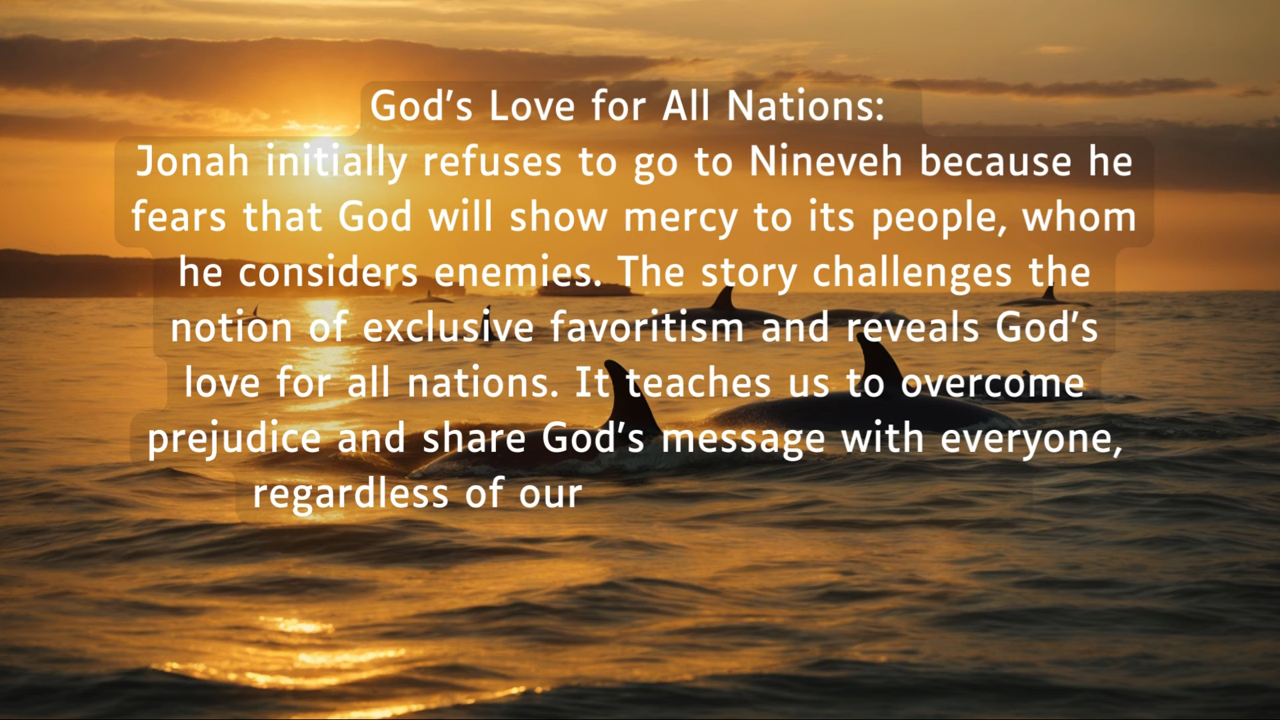 God's Love for All Nations:
Jonah initially refuses to go to Nineveh because he
fears that God will show mercy to its people, whom
he considers enemies. The story challenges the
notion of exclusive favoritism and reveals God's
love for all nations. It teaches us to overcome
prejudice and share God's message with everyone,
regardless of our